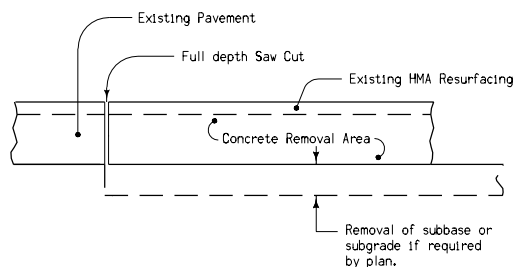 Existing Pavement
Full depth Saw Cut
Existing HMA Resurfacing
Concrete Removal Area
Removal of subbase or
subgrade if required
by plan.